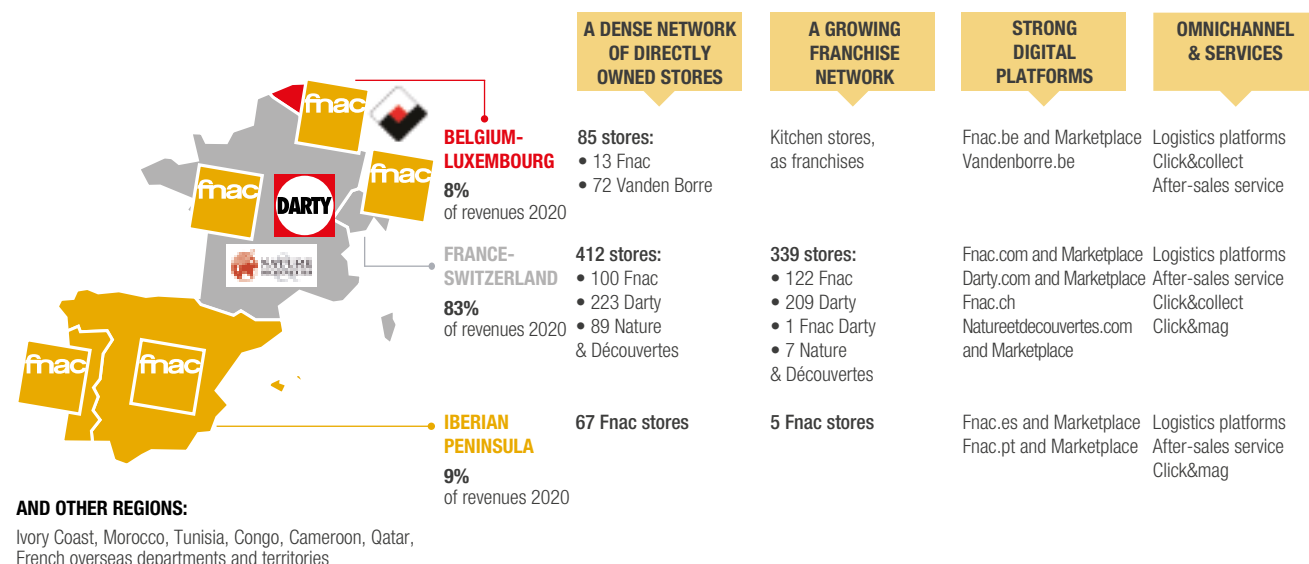 A DENSE NETWORK
OF DIRECTLY
OWNED STORES
A GROWING
FRANCHISE
NETWORK
STRONG
DIGITAL
PLATFORMS
OMNICHANNEL
& SERVICES
fnac
fnac
fnac
DARTY
NATURE
fnac
fnac
BELGIUM-
LUXEMBOURG
8%
of revenues 2020
85 stores:
• 13 Fnac
• 72 Vanden Borre
Kitchen stores,
as franchises
Fnac.be and Marketplace
Vandenborre.be
Logistics platforms
Click&collect
After-sales service
FRANCE-
SWITZERLAND
83%
of revenues 2020
412 stores:
• 100 Fnac
• 223 Darty
• 89 Nature
& Découvertes
339 stores:
• 122 Fnac
• 209 Darty
• 1 Fnac Darty
• 7 Nature
& Découvertes
Fnac.com and Marketplace
Darty.com and Marketplace
Fnac.ch
Natureetdecouvertes.com
and Marketplace
Logistics platforms
After-sales service
Click&collect
Click&mag
IBERIAN
PENINSULA
9%
of revenues 2020
67 Fnac stores
5 Fnac stores
Fnac.es and Marketplace
Fnac.pt and Marketplace
Logistics platforms
After-sales service
Click&mag
AND OTHER REGIONS:
Ivory Coast, Morocco, Tunisia, Congo, Cameroon, Qatar,
French overseas departments and territories